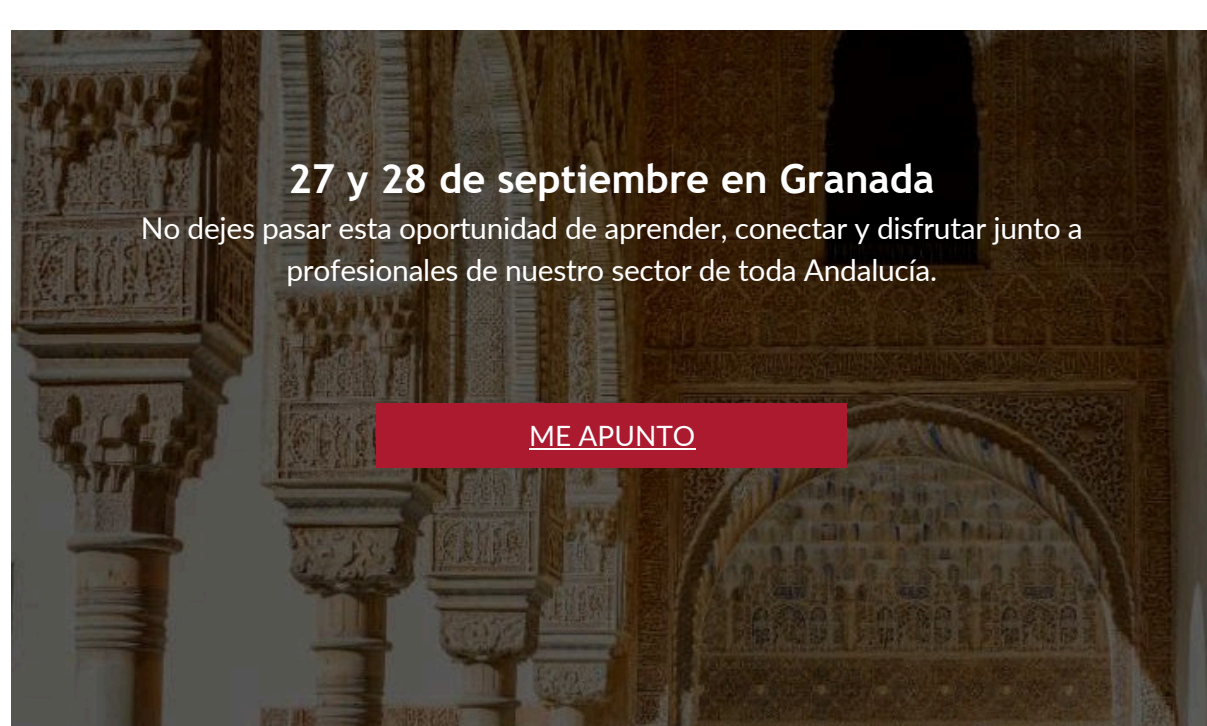 27 y 28 de septiembre en Granada
No dejes pasar esta oportunidad de aprender, conectar y disfrutar junto a
profesionales de nuestro sector de toda Andalucía.
ME APUNTO